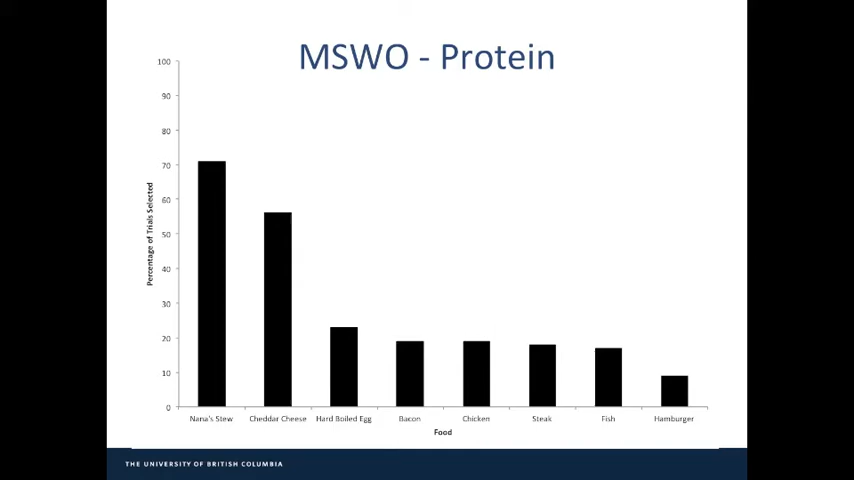 MSWO - Protein
Percentage of Trials Selected
100
90
80
70
60
50
40
30
20
10
0
Nana's Stew Cheddar Cheese Hard Boiled Egg Bacon Chicken Steak Fish Hamburger
Food
THE UNIVERSITY OF BRITISH COLUMBIA